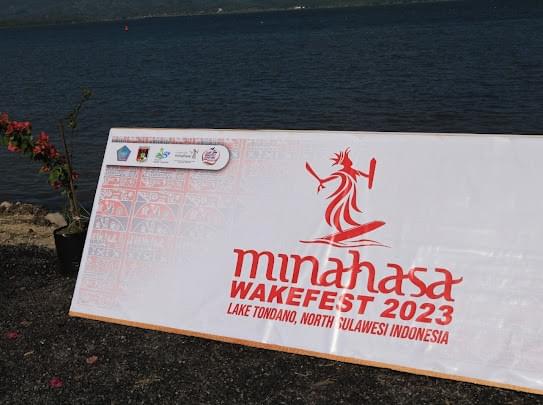 minahasa
WAKEFEST 2023
LAKE TONDANO, NORTH SULAWESI INDONESIA